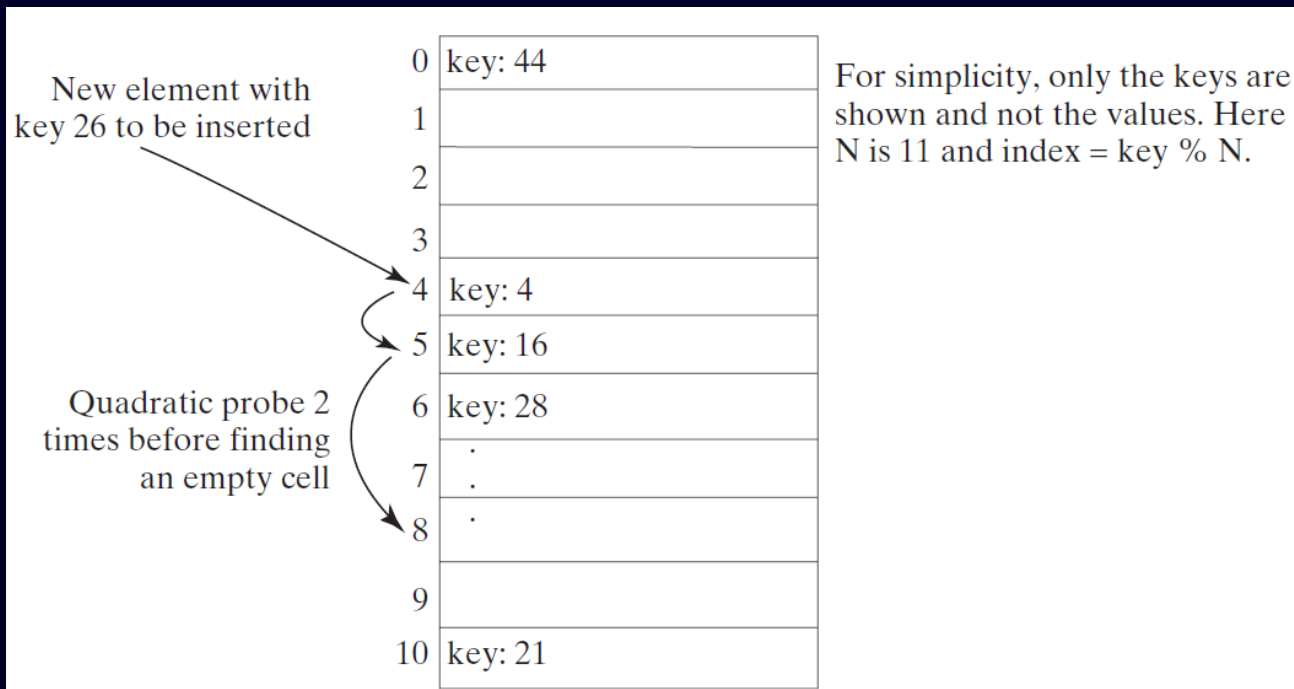 New element with
key 26 to be inserted
0 key: 44
1
2
3
4 key: 4
5 key: 16
6 key: 28
7 .
.
8 .
9
10 key: 21
Quadratic probe 2
times before finding
an empty cell
For simplicity, only the keys are
shown and not the values. Here
N is 11 and index = key % N.